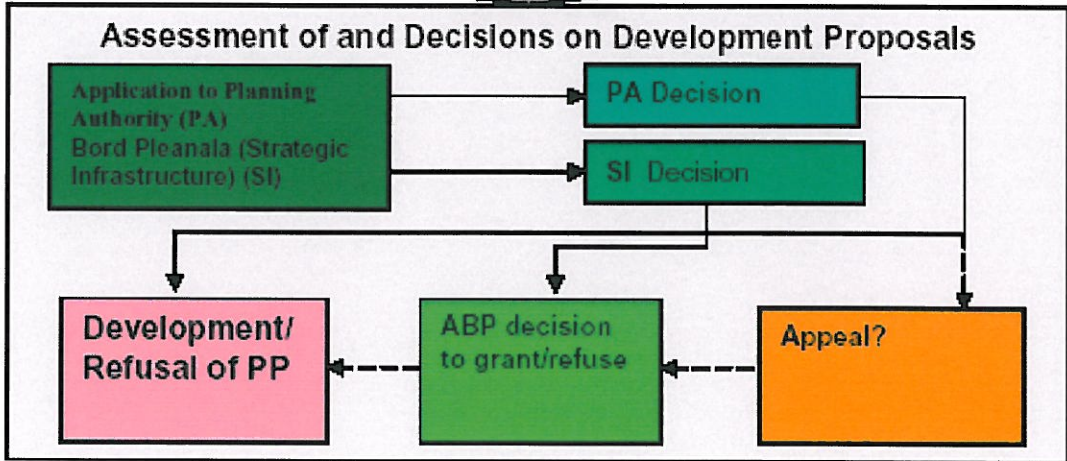 Assessment of and Decisions on Development Proposals
Application to Planning
Authority (PA)
Bord Pleanala (Strategic
Infrastructure) (SI)
PA Decision
SI Decision
Development/
Refusal of PP
ABP decision
to grant/refuse
Appeal?